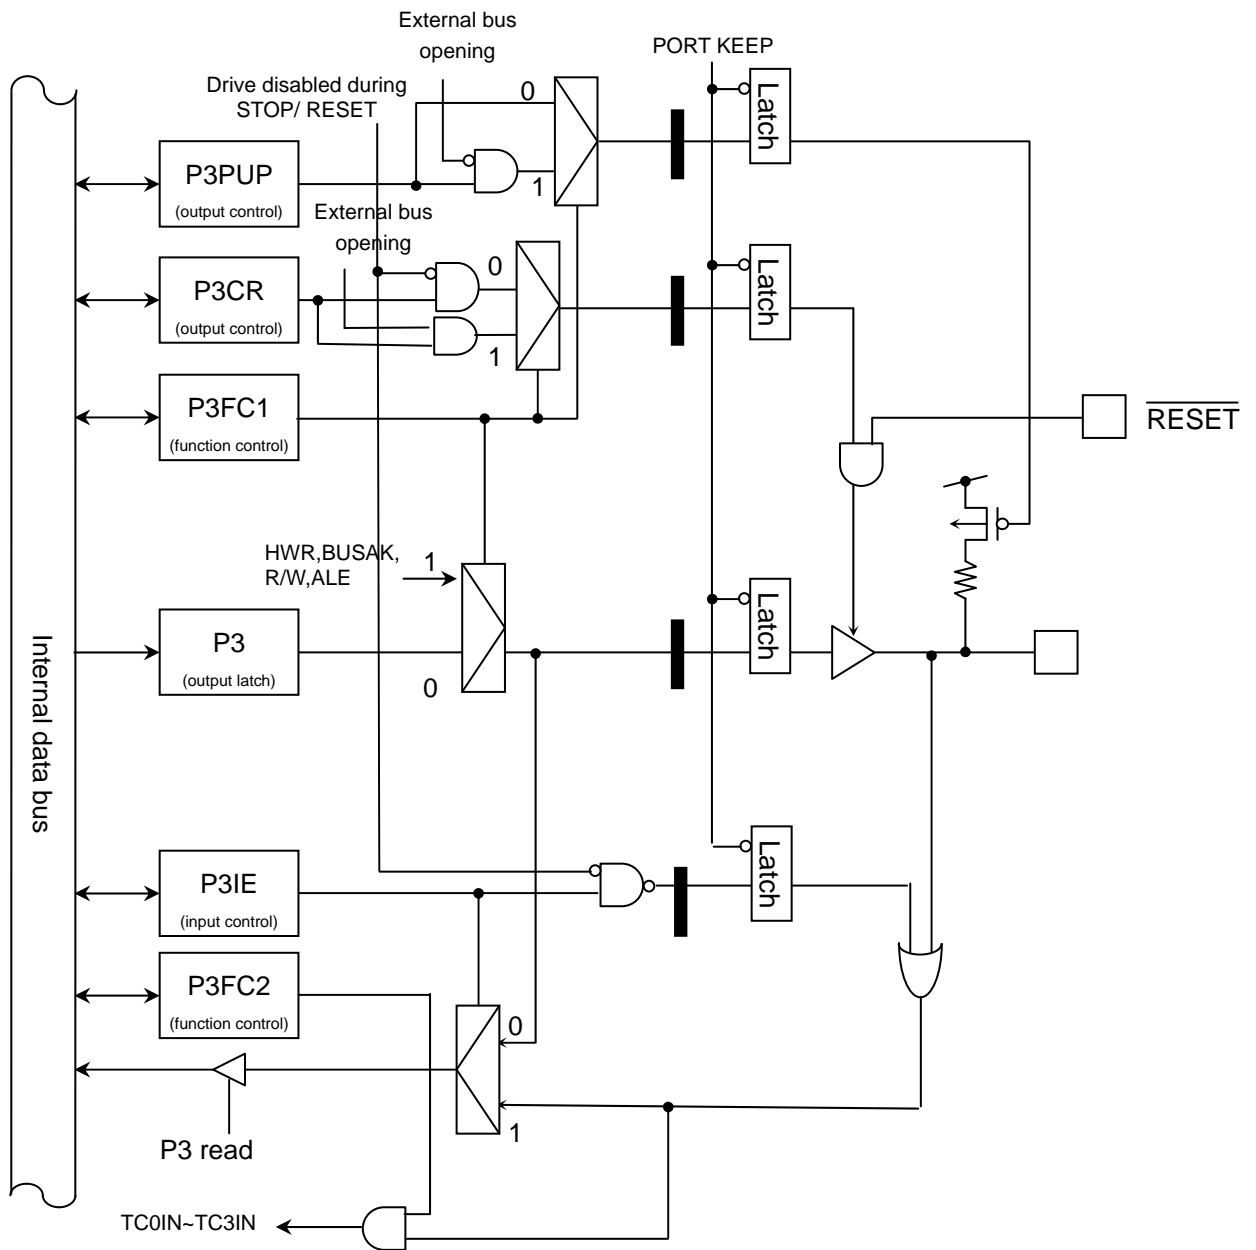 External bus
opening
PORT KEEP
Drive disabled during
STOP/ RESET
0
Latch
P3PUP
(output control)
1
External bus
opening
0
Latch
P3CR
(output control)
1
P3FC1
(function control)
RESET
HWR,BUSAK,
R/W,ALE
1
Latch
P3
(output latch)
0
Internal data bus
Latch
P3IE
(input control)
P3FC2
(function control)
0
1
P3 read
TC0IN~TC3IN